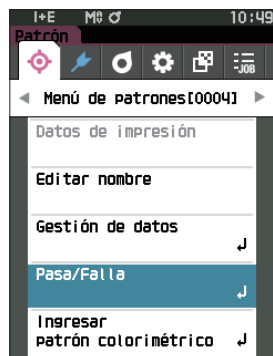 I+E M0 10:49
Patrón
-JOB
Menú de patrones[0004]
Datos de impresión
Editar nombre
Gestión de datos
Pasa/Falla
Ingresar
patrón colorimétrico